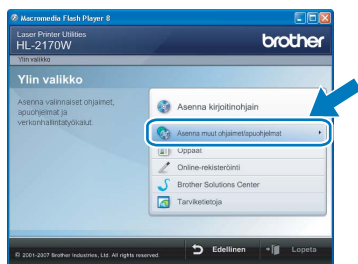 Macromedia Flash Player 8
Laser Printer Utilities
HL-2170W
brother
Ylin valikko
Ylin valikko
Asenna valinnaiset ohjaimet,
apuohjelmat ja
verkonhallintatyökalut.
Asenna kirjoitinohjain
Asenna muut ohjaimet/apuohjelmat
Oppaat
Online-rekisteröinti
Brother Solutions Center
Tarviketietoja
© 2001-2007 Brother Industries, Ltd. All rights reserved.
Edellinen
Lopeta